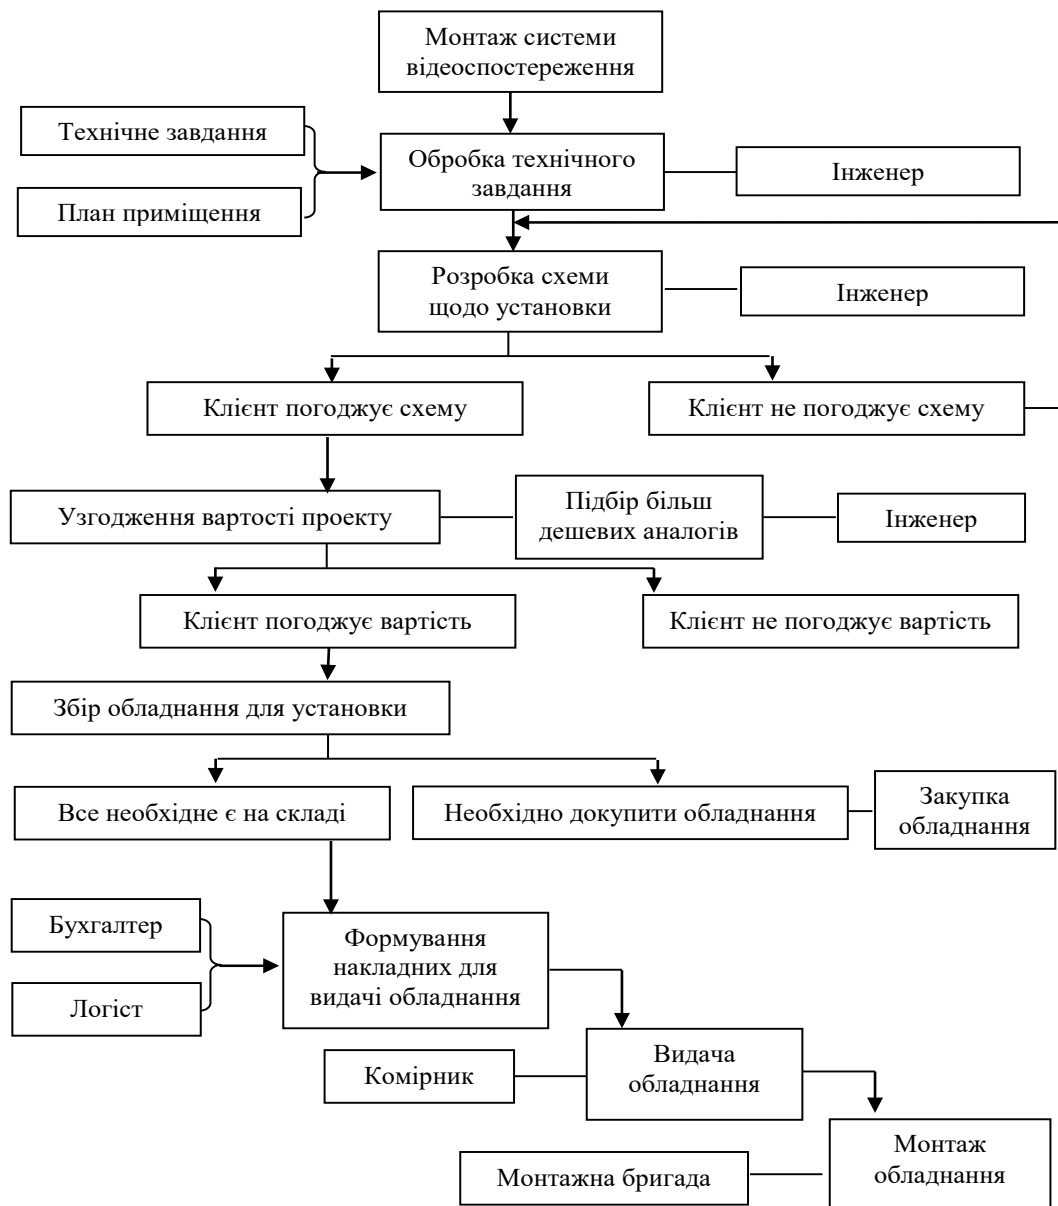 Монтаж системи
відеоспостереження
Технічне завдання
Обробка технічного
завдання
Інженер
План приміщення
Розробка схеми
щодо установки
Інженер
Клієнт погоджує схему
Клієнт не погоджує схему
Узгодження вартості проекту
Підбір більш
дешевих аналогів
Інженер
Клієнт погоджує вартість
Клієнт не погоджує вартість
Збір обладнання для установки
Все необхідне є на складі
Необхідно докупити обладнання
Закупка
обладнання
Бухгалтер
Логіст
Формування
накладних для
видачі обладнання
Комірник
Видача
обладнання
Монтажна бригада
Монтаж
обладнання